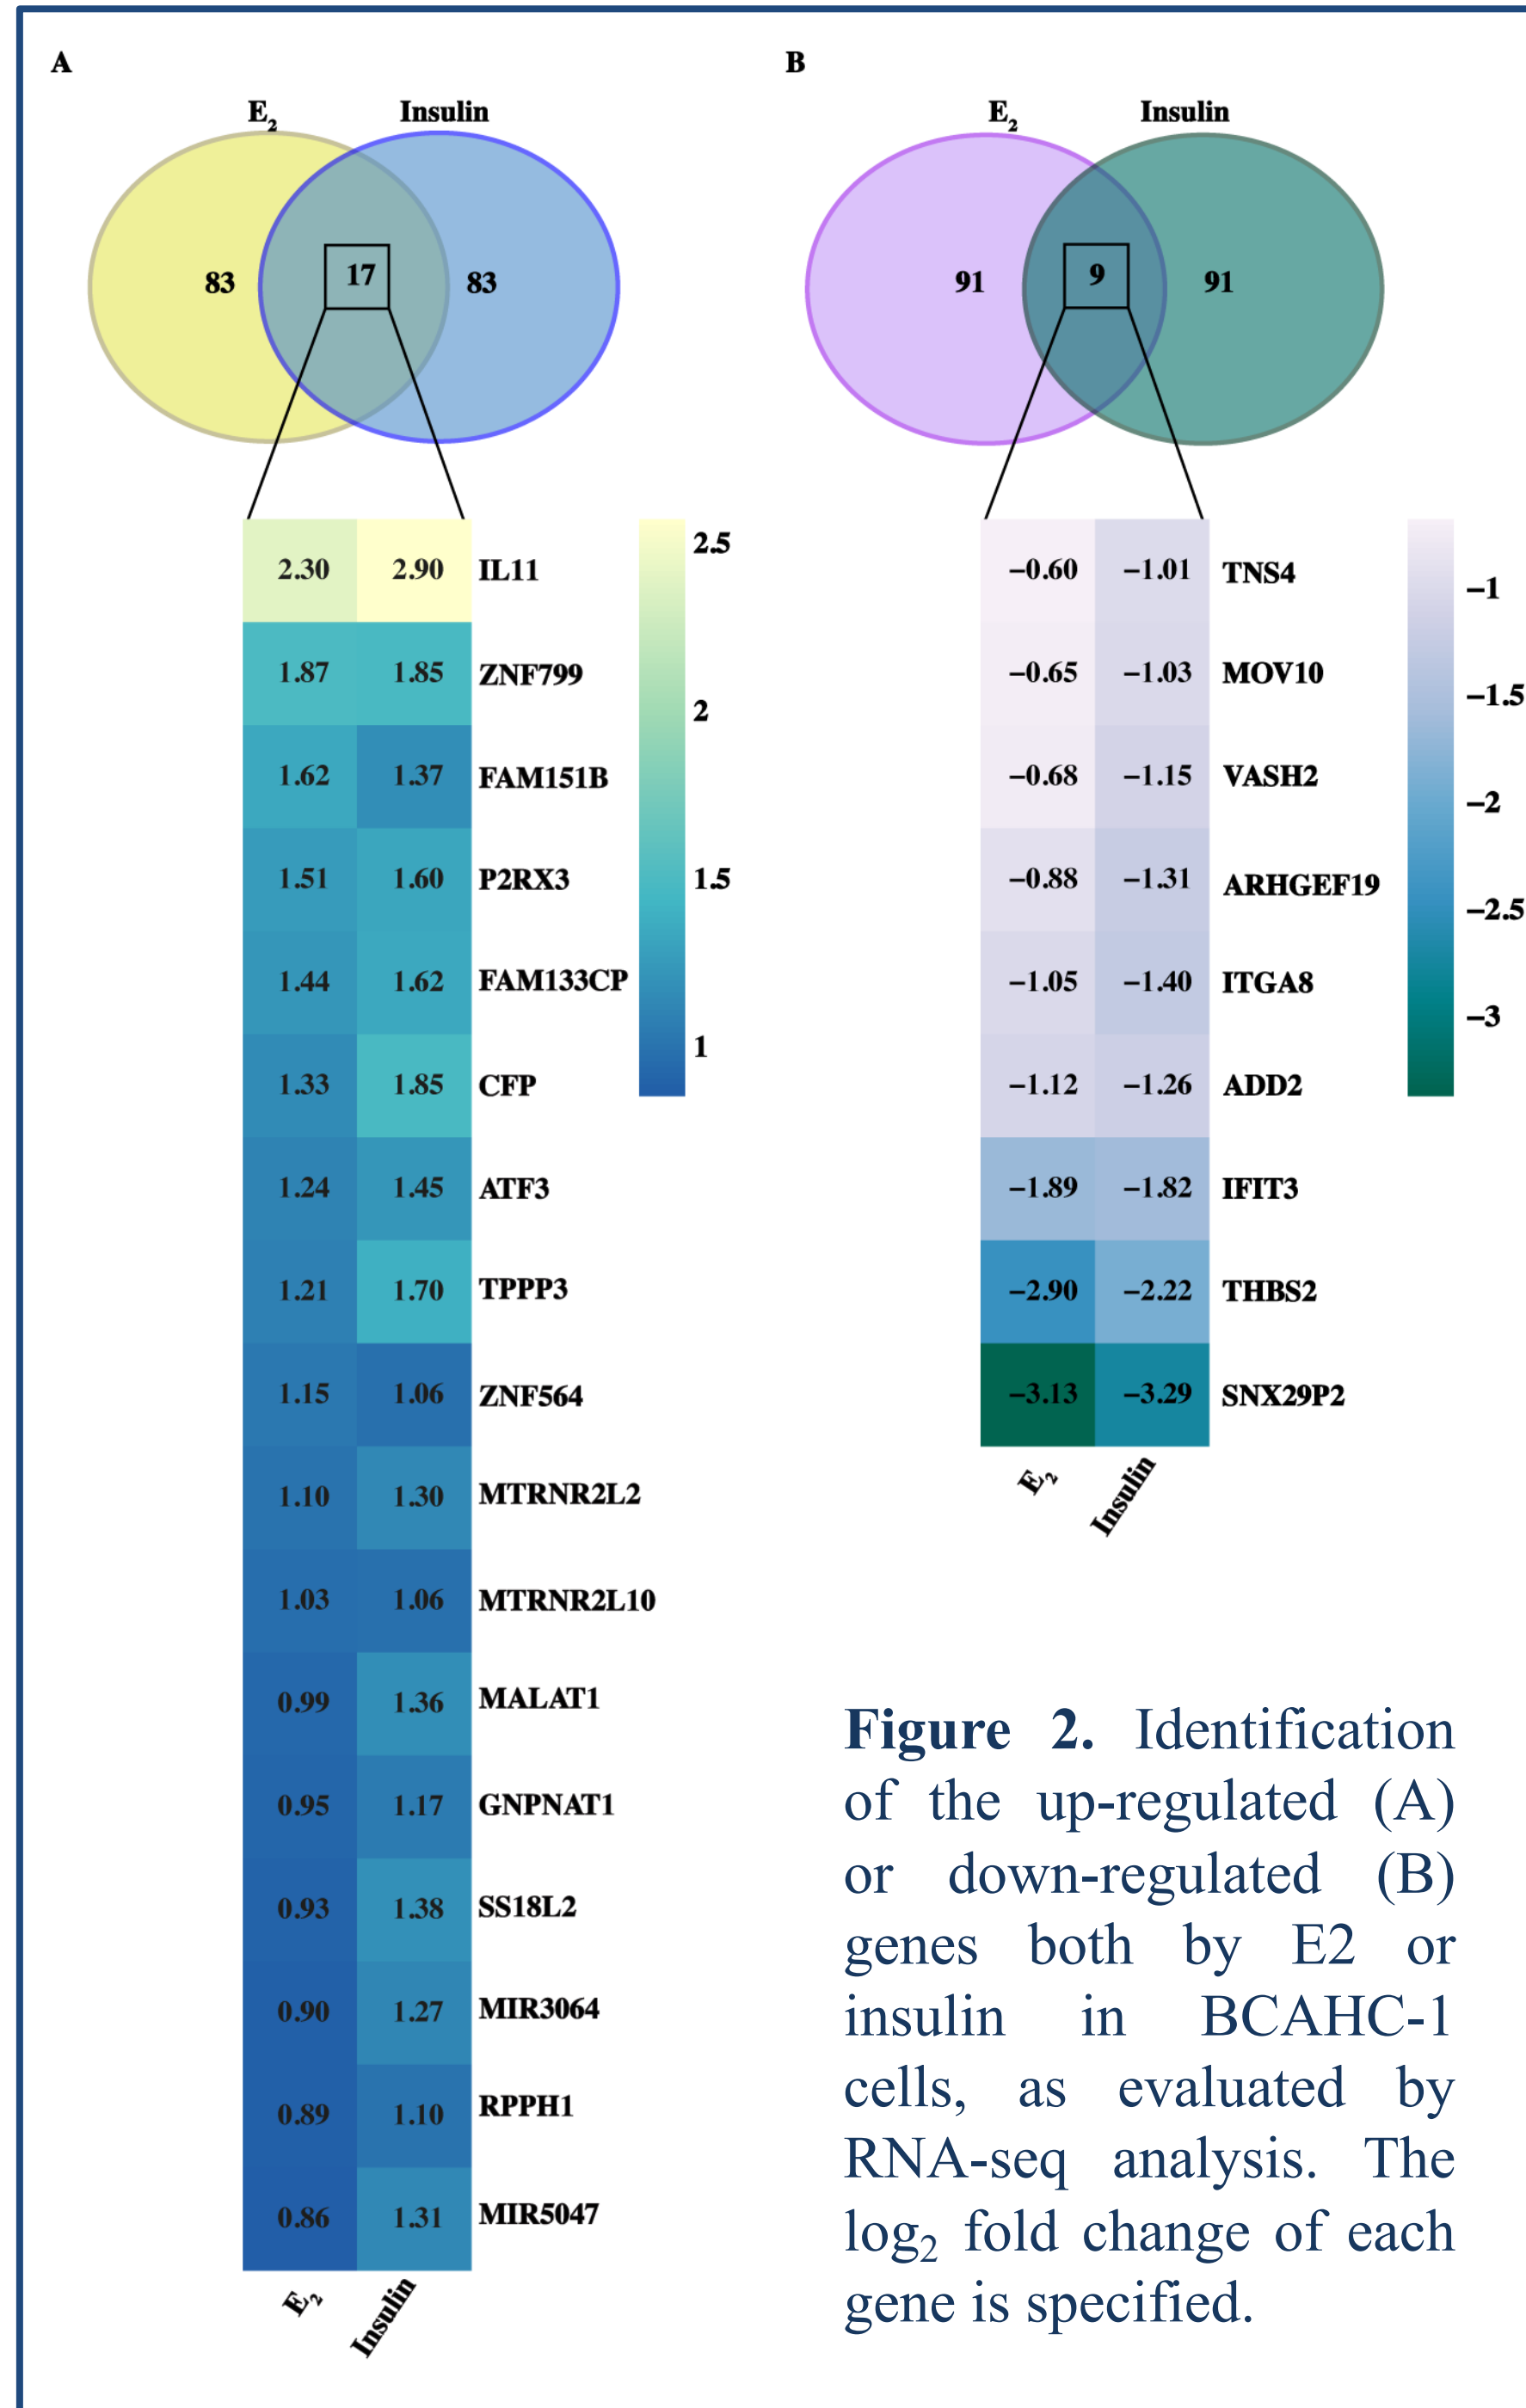 A
E₂ Insulin
83 17 83
2.30 2.90 IL11
1.87 1.85 ZNF799
1.62 1.37 FAM151B
1.51 1.60 P2RX3
1.44 1.62 FAM133CP
1.33 1.85 CFP
1.24 1.45 ATF3
1.21 1.70 TPPP3
1.15 1.06 ZNF564
1.10 1.30 MTRNR2L2
1.03 1.06 MTRNR2L10
0.99 1.36 MALAT1
0.95 1.17 GNPNAT1
0.93 1.38 SS18L2
0.90 1.27 MIR3064
0.89 1.10 RPPH1
0.86 1.31 MIR5047
E₂ Insulin
2.5
2
1.5
1
B
E₂ Insulin
91 9 91
−0.60 −1.01 TNS4
−0.65 −1.03 MOV10
−0.68 −1.15 VASH2
−0.88 −1.31 ARHGEF19
−1.05 −1.40 ITGA8
−1.12 −1.26 ADD2
−1.89 −1.82 IFIT3
−2.90 −2.22 THBS2
−3.13 −3.29 SNX29P2
E₂ Insulin
−1
−1.5
−2
−2.5
−3
Figure 2. Identification
of the up-regulated (A)
or down-regulated (B)
genes both by E2 or
insulin in BCAHC-1
cells, as evaluated by
RNA-seq analysis. The
log₂ fold change of each
gene is specified.